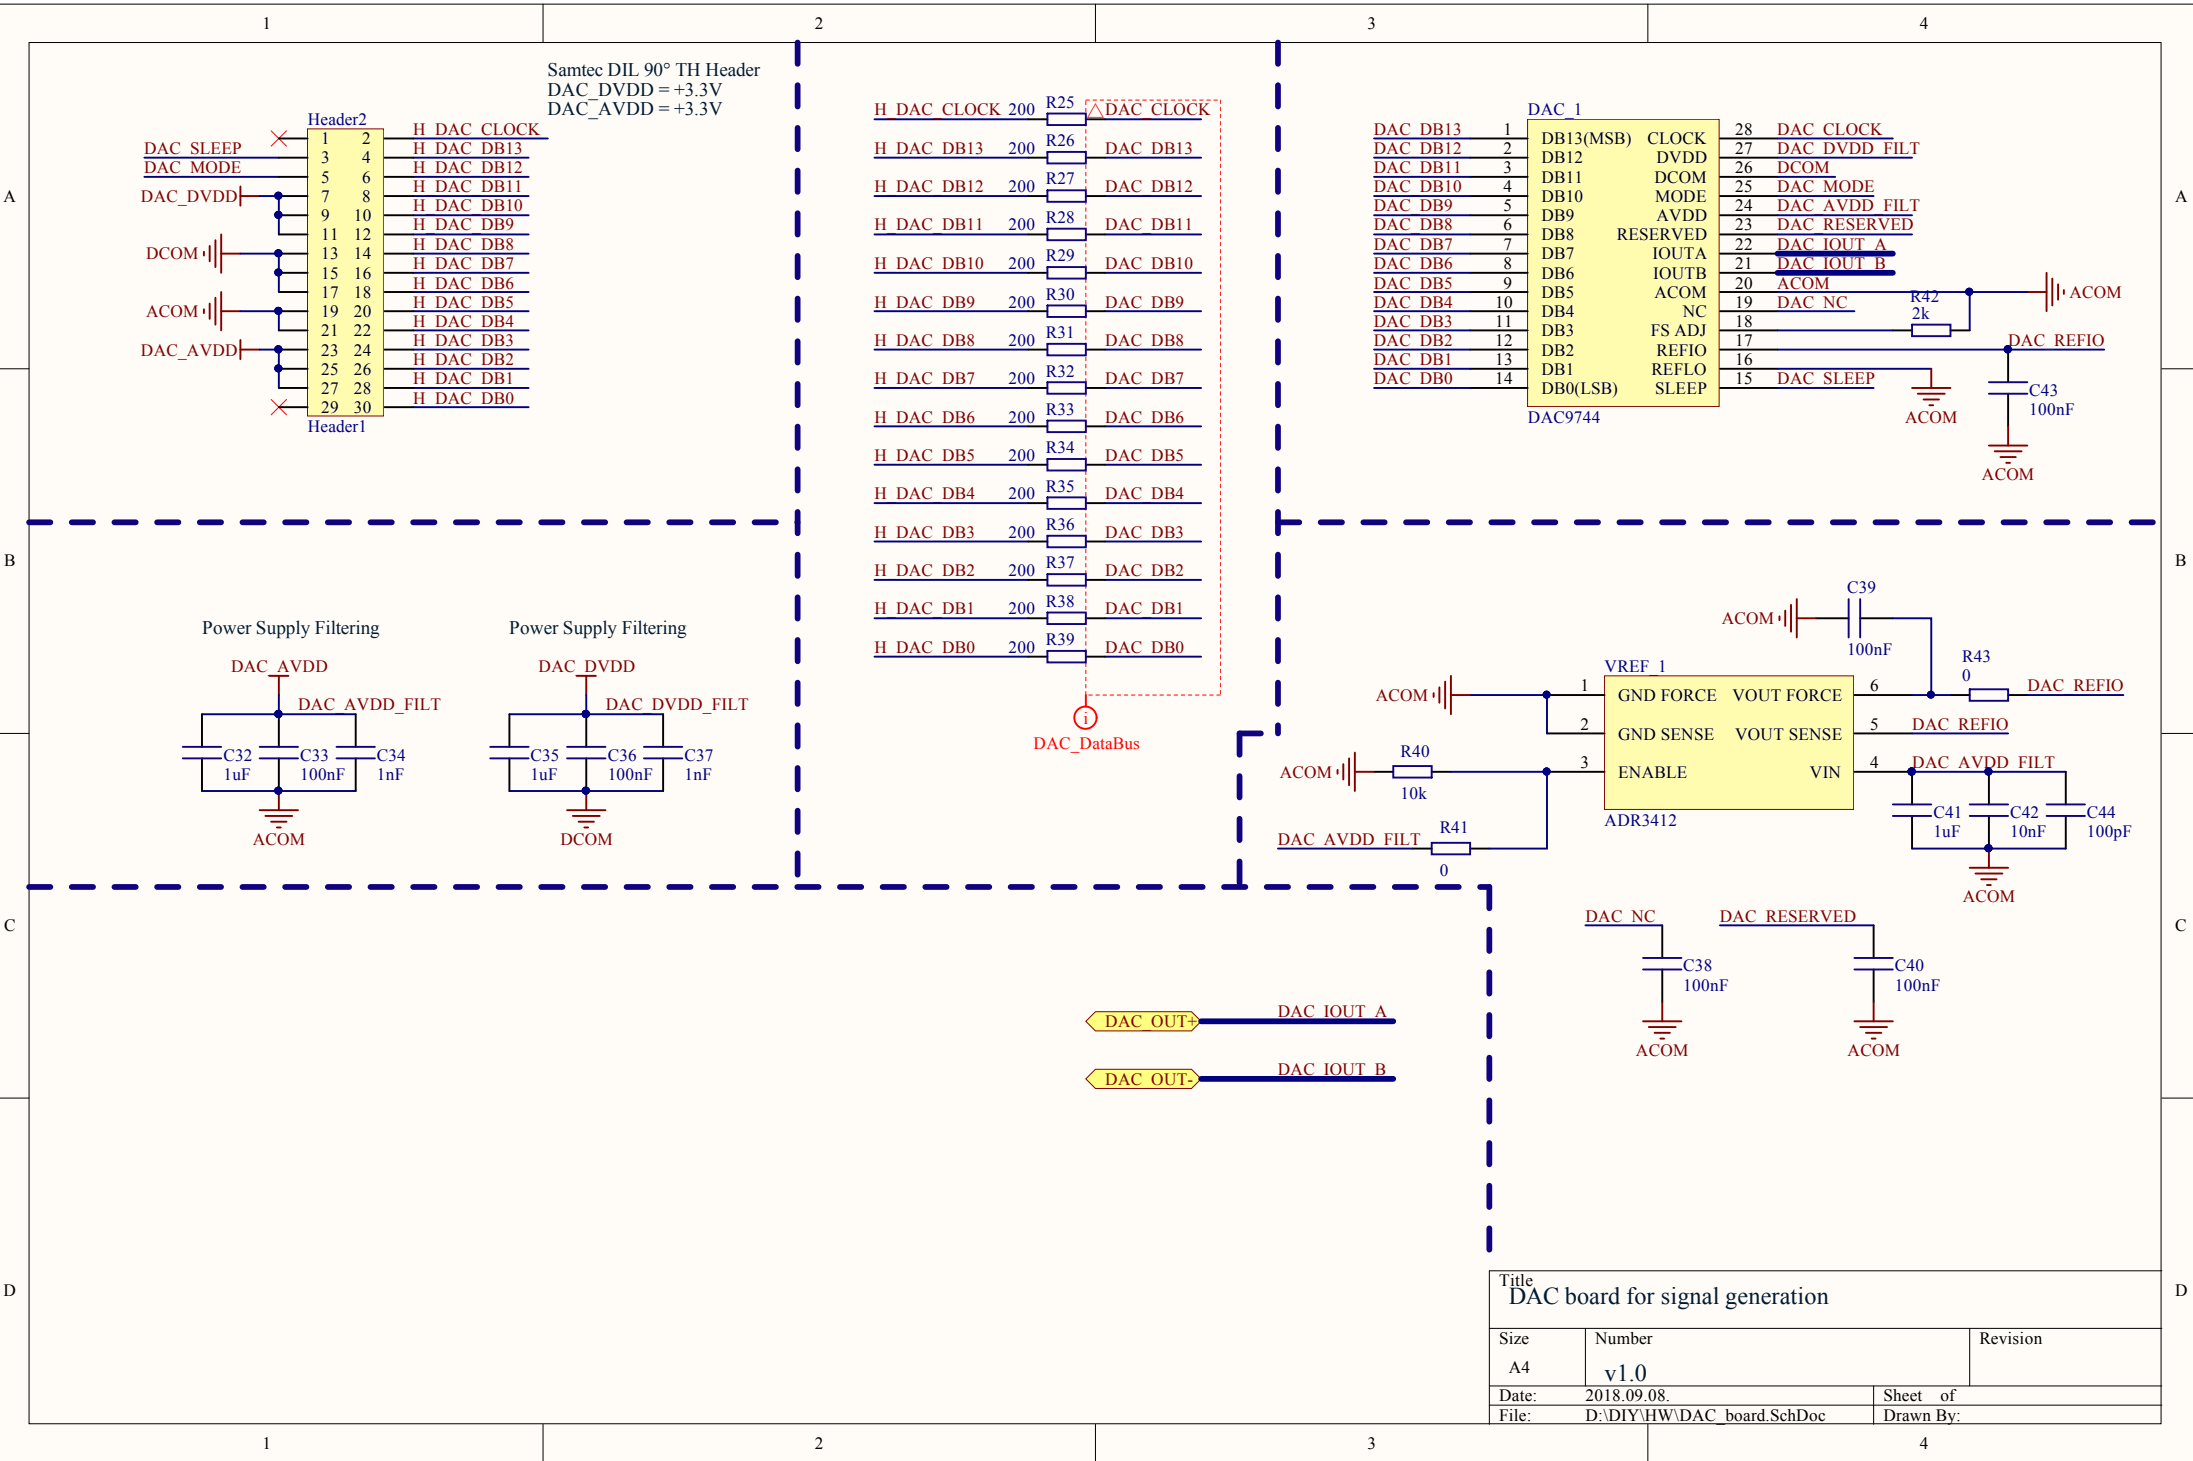 1 2 3 4
A
B
C
D
Samtec DIL 90° TH Header
DAC_DVDD = +3.3V
DAC_AVDD = +3.3V
Header2
1 2 H_DAC_CLOCK
DAC_SLEEP 3 4 H_DAC_DB13
DAC_MODE 5 6 H_DAC_DB12
DAC_DVDD 7 8 H_DAC_DB11
9 10 H_DAC_DB10
11 12 H_DAC_DB9
DCOM 13 14 H_DAC_DB8
15 16 H_DAC_DB7
17 18 H_DAC_DB6
ACOM 19 20 H_DAC_DB5
21 22 H_DAC_DB4
DAC_AVDD 23 24 H_DAC_DB3
25 26 H_DAC_DB2
27 28 H_DAC_DB1
29 30 H_DAC_DB0
Header1
H_DAC_CLOCK 200 R25 DAC_CLOCK
H_DAC_DB13 200 R26 DAC_DB13
H_DAC_DB12 200 R27 DAC_DB12
H_DAC_DB11 200 R28 DAC_DB11
H_DAC_DB10 200 R29 DAC_DB10
H_DAC_DB9 200 R30 DAC_DB9
H_DAC_DB8 200 R31 DAC_DB8
H_DAC_DB7 200 R32 DAC_DB7
H_DAC_DB6 200 R33 DAC_DB6
H_DAC_DB5 200 R34 DAC_DB5
H_DAC_DB4 200 R35 DAC_DB4
H_DAC_DB3 200 R36 DAC_DB3
H_DAC_DB2 200 R37 DAC_DB2
H_DAC_DB1 200 R38 DAC_DB1
H_DAC_DB0 200 R39 DAC_DB0
i
DAC_DataBus
DAC_1
DAC_DB13 1 DB13(MSB) CLOCK 28 DAC_CLOCK
DAC_DB12 2 DB12 DVDD 27 DAC_DVDD_FILT
DAC_DB11 3 DB11 DCOM 26 DCOM
DAC_DB10 4 DB10 MODE 25 DAC_MODE
DAC_DB9 5 DB9 AVDD 24 DAC_AVDD_FILT
DAC_DB8 6 DB8 RESERVED 23 DAC_RESERVED
DAC_DB7 7 DB7 IOUTA 22 DAC_IOUT_A
DAC_DB6 8 DB6 IOUTB 21 DAC_IOUT_B
DAC_DB5 9 DB5 ACOM 20 ACOM ACOM
DAC_DB4 10 DB4 NC 19 DAC_NC R42
DAC_DB3 11 DB3 FS ADJ 18 2k
DAC_DB2 12 DB2 REFIO 17 DAC_REFIO
DAC_DB1 13 DB1 REFLO 16
DAC_DB0 14 DB0(LSB) SLEEP 15 DAC_SLEEP
DAC9744
ACOM
C43
100nF
ACOM
Power Supply Filtering
DAC_AVDD
DAC_AVDD_FILT
C32 C33 C34
1uF 100nF 1nF
ACOM
Power Supply Filtering
DAC_DVDD
DAC_DVDD_FILT
C35 C36 C37
1uF 100nF 1nF
DCOM
C39
ACOM
100nF
VREF_1
R43
0
ACOM 1 GND FORCE VOUT FORCE 6 DAC_REFIO
2 GND SENSE VOUT SENSE 5 DAC_REFIO
ACOM R40 3 ENABLE VIN 4 DAC_AVDD_FILT
10k
ADR3412
DAC_AVDD_FILT R41
0
C41 C42 C44
1uF 10nF 100pF
ACOM
DAC_NC DAC_RESERVED
C38 C40
100nF 100nF
ACOM ACOM
DAC_OUT+ DAC_IOUT_A
DAC_OUT- DAC_IOUT_B
Title
DAC board for signal generation
Size Number Revision
A4 v1.0
Date: 2018.09.08. Sheet of
File: D:\DIY\HW\DAC_board.SchDoc Drawn By:
A
B
C
D
1 2 3 4